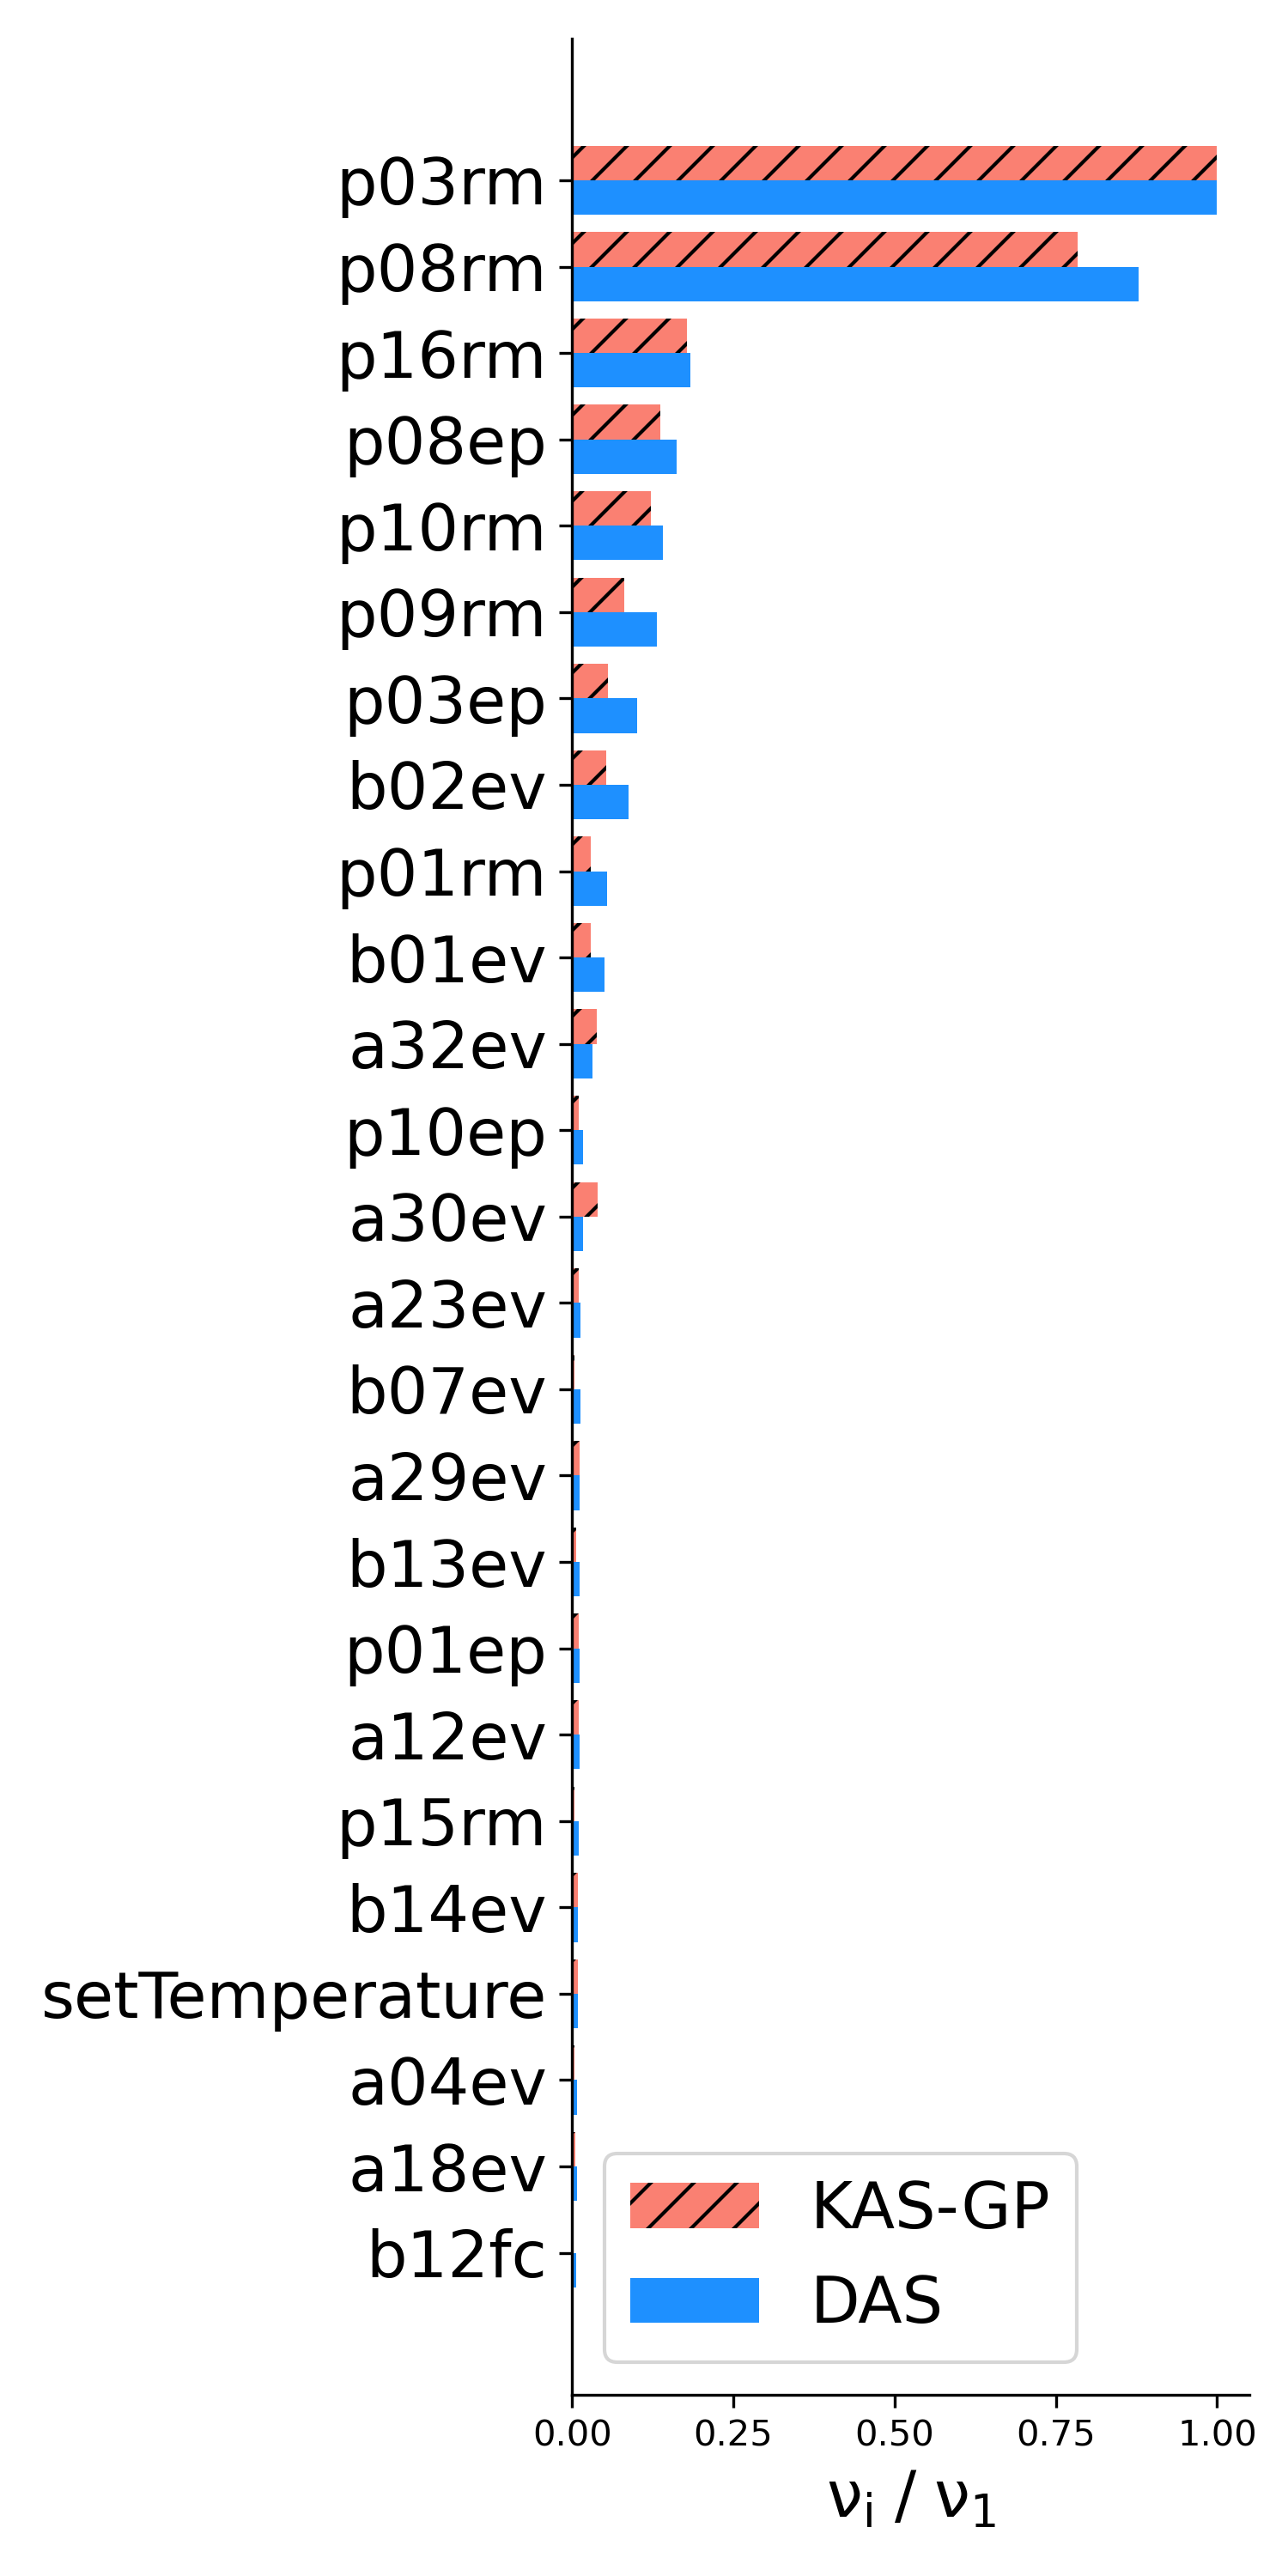 p03rm
p08rm
p16rm
p08ep
p10rm
p09rm
p03ep
b02ev
p01rm
b01ev
a32ev
p10ep
a30ev
a23ev
b07ev
a29ev
b13ev
p01ep
a12ev
p15rm
b14ev
setTemperature
a04ev
a18ev
b12fc
KAS-GP
DAS
0.00 0.25 0.50 0.75 1.00
νi / ν1